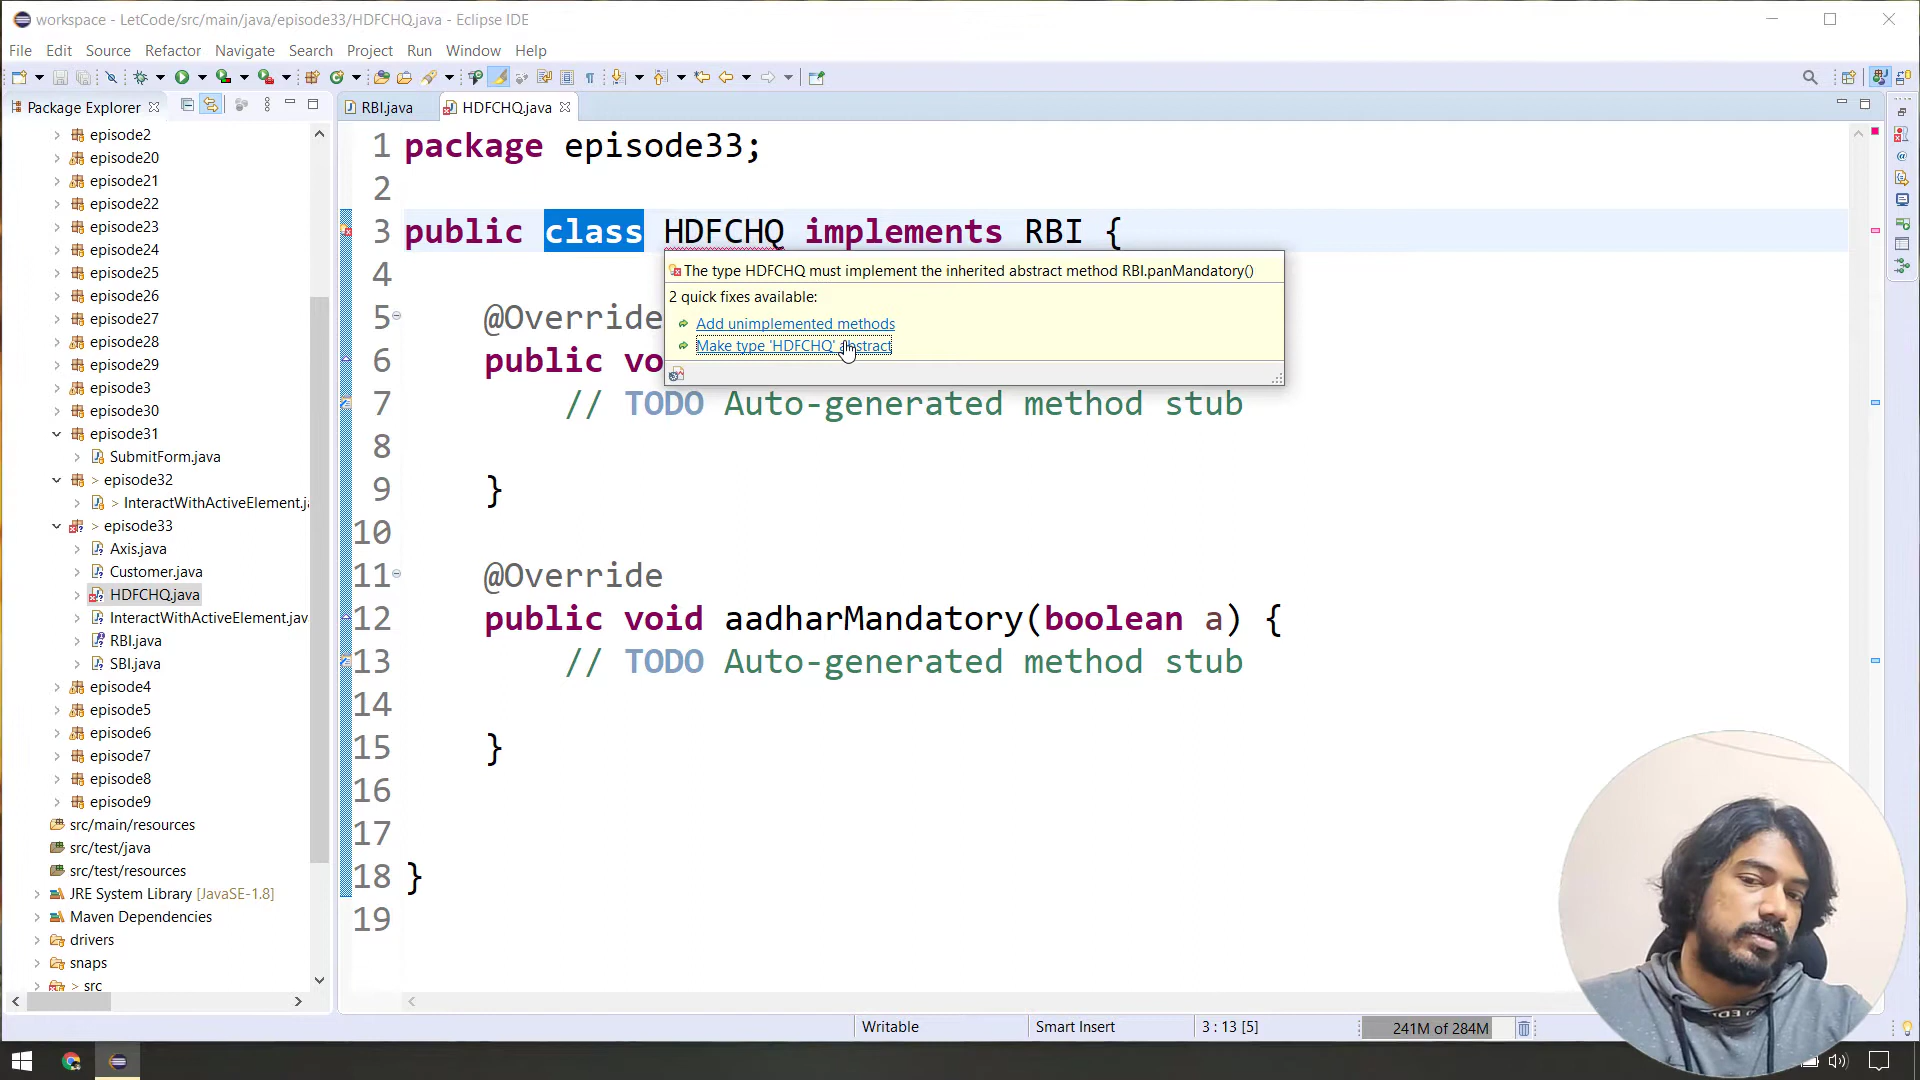 workspace - LetCode/src/main/java/episode33/HDFCHQ.java - Eclipse IDE
File Edit Source Refactor Navigate Search Project Run Window Help
Package Explorer
RBI.java
HDFCHQ.java
episode2
episode20
episode21
episode22
episode23
episode24
episode25
episode26
episode27
episode28
episode29
episode3
episode30
episode31
SubmitForm.java
> episode32
> InteractWithActiveElement.ja
> episode33
Axis.java
Customer.java
HDFCHQ.java
InteractWithActiveElement.jav
RBI.java
SBI.java
episode4
episode5
episode6
episode7
episode8
episode9
src/main/resources
src/test/java
src/test/resources
JRE System Library [JavaSE-1.8]
Maven Dependencies
drivers
snaps
> src
1 package episode33;
2
3 public class HDFCHQ implements RBI {
4
The type HDFCHQ must implement the inherited abstract method RBI.panMandatory()
2 quick fixes available:
Add unimplemented methods
Make type 'HDFCHQ' abstract
5 @Override
6 public vo
7 // TODO Auto-generated method stub
8
9 }
10
11 @Override
12 public void aadharMandatory(boolean a) {
13 // TODO Auto-generated method stub
14
15 }
16
17
18 }
19
Writable
Smart Insert
3 : 13 [5]
241M of 284M